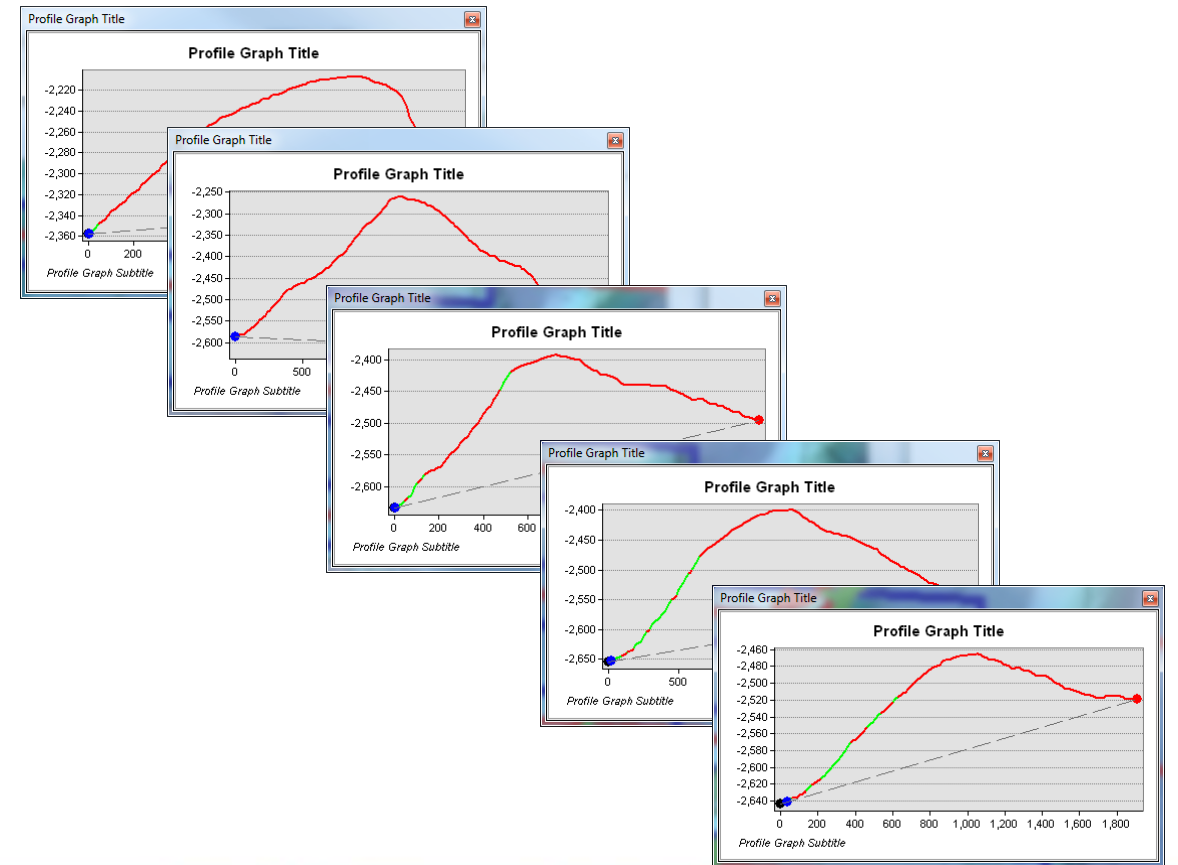 Profile Graph Title
Profile Graph Title
-2,220
-2,240
-2,260
-2,280
-2,300
-2,320
-2,340
-2,360
0 200
Profile Graph Subtitle
Profile Graph Title
Profile Graph Title
-2,250
-2,300
-2,350
-2,400
-2,450
-2,500
-2,550
-2,600
0 500
Profile Graph Subtitle
Profile Graph Title
Profile Graph Title
-2,400
-2,450
-2,500
-2,550
-2,600
0 200 400 600
Profile Graph Subtitle
Profile Graph Title
Profile Graph Title
-2,400
-2,450
-2,500
-2,550
-2,600
-2,650
0 500
Profile Graph Subtitle
Profile Graph Title
Profile Graph Title
-2,460
-2,480
-2,500
-2,520
-2,540
-2,560
-2,580
-2,600
-2,620
-2,640
0 200 400 600 800 1,000 1,200 1,400 1,600 1,800
Profile Graph Subtitle